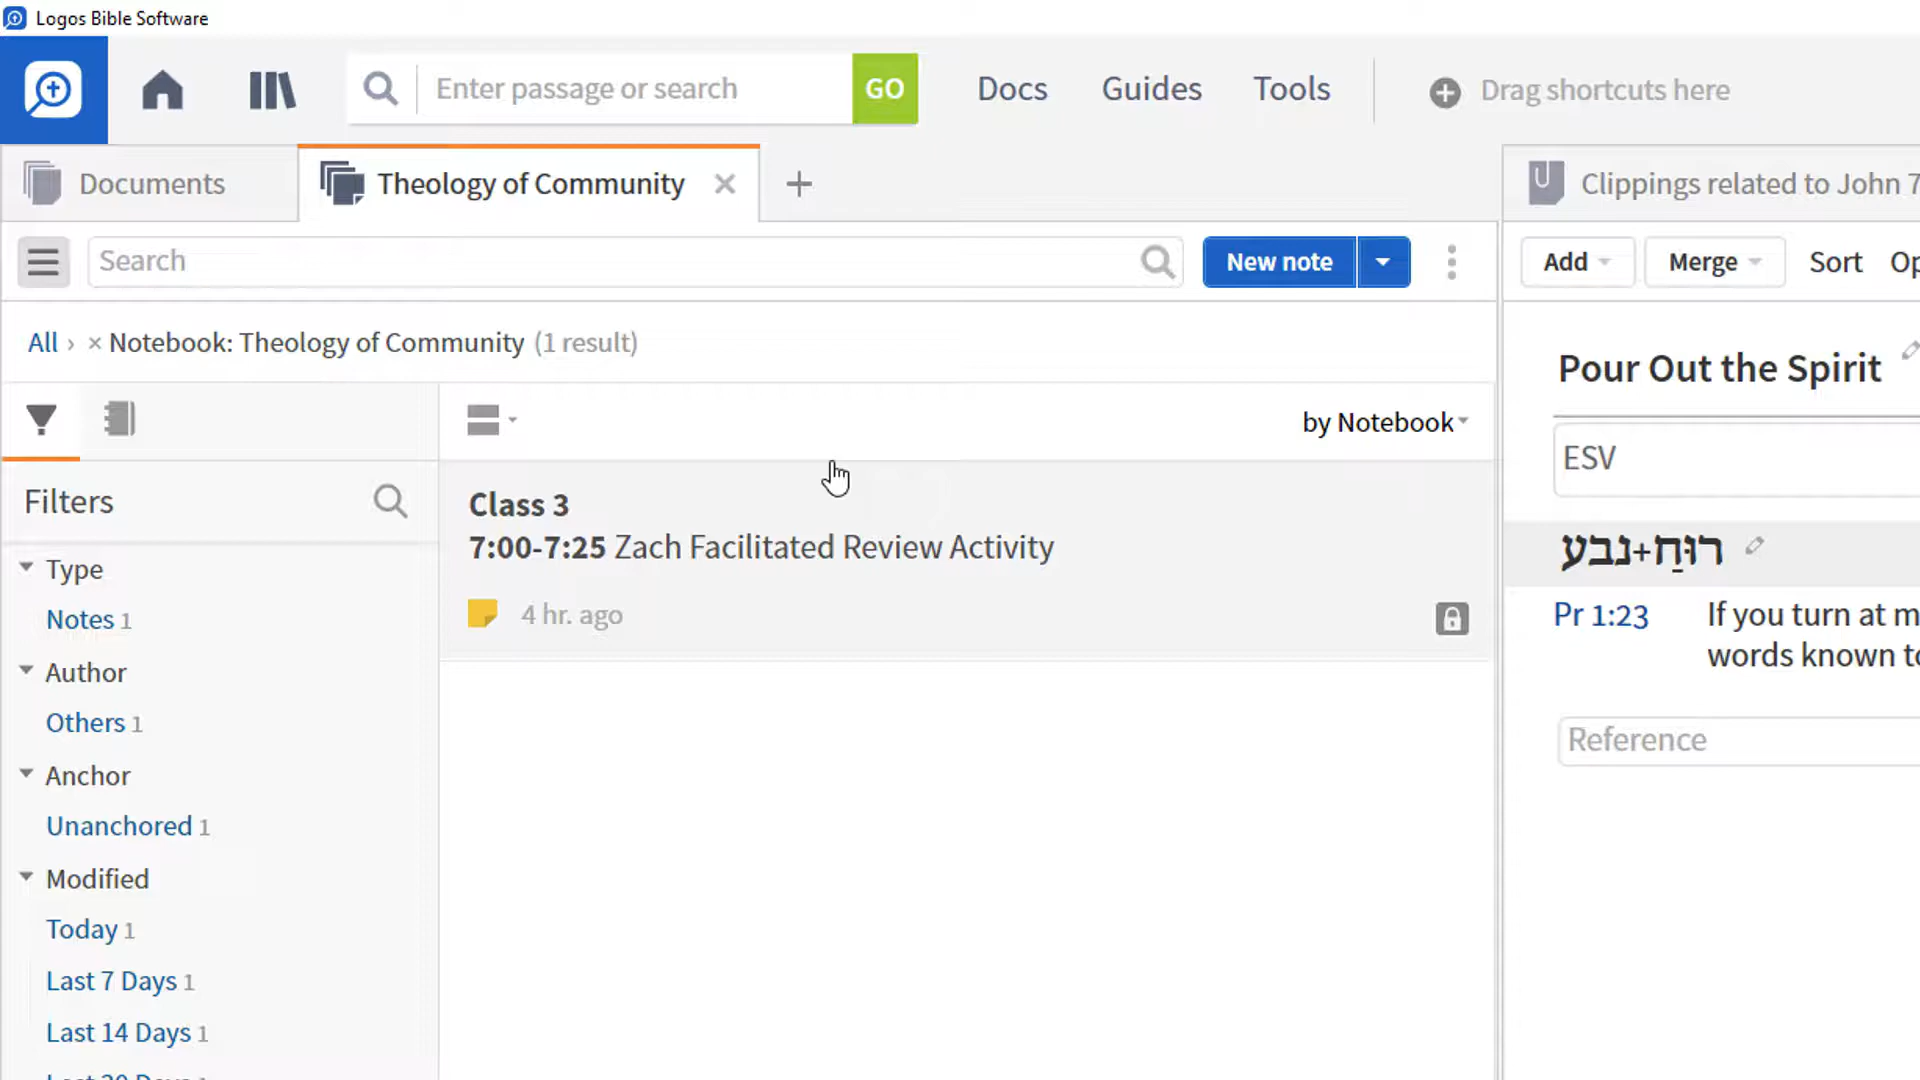 Logos Bible Software
Enter passage or search
GO
Docs
Guides
Tools
Drag shortcuts here
Documents
Theology of Community
Clippings related to John 7
Search
New note
Add
Merge
Sort
Op
All › × Notebook: Theology of Community (1 result)
by Notebook
Filters
Type
Notes 1
Author
Others 1
Anchor
Unanchored 1
Modified
Today 1
Last 7 Days 1
Last 14 Days 1
Class 3
7:00-7:25 Zach Facilitated Review Activity
4 hr. ago
Pour Out the Spirit
ESV
רוּחַ+נבע
Pr 1:23
If you turn at m
words known to
Reference